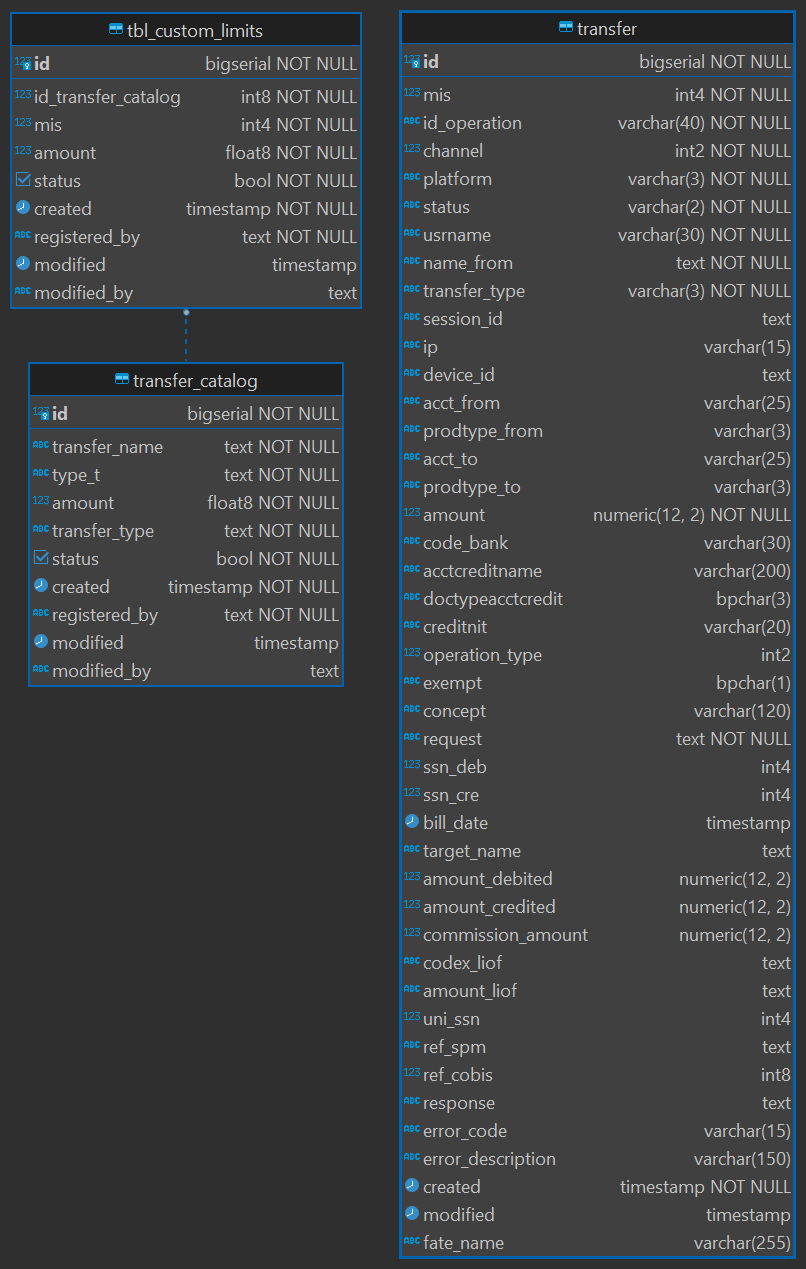 tbl_custom_limits
id bigserial NOT NULL
id_transfer_catalog int8 NOT NULL
mis int4 NOT NULL
amount float8 NOT NULL
status bool NOT NULL
created timestamp NOT NULL
registered_by text NOT NULL
modified timestamp
modified_by text
transfer_catalog
id bigserial NOT NULL
transfer_name text NOT NULL
type_t text NOT NULL
amount float8 NOT NULL
transfer_type text NOT NULL
status bool NOT NULL
created timestamp NOT NULL
registered_by text NOT NULL
modified timestamp
modified_by text
transfer
id bigserial NOT NULL
mis int4 NOT NULL
id_operation varchar(40) NOT NULL
channel int2 NOT NULL
platform varchar(3) NOT NULL
status varchar(2) NOT NULL
usrname varchar(30) NOT NULL
name_from text NOT NULL
transfer_type varchar(3) NOT NULL
session_id text
ip varchar(15)
device_id text
acct_from varchar(25)
prodtype_from varchar(3)
acct_to varchar(25)
prodtype_to varchar(3)
amount numeric(12, 2) NOT NULL
code_bank varchar(30)
acctcreditname varchar(200)
doctypeacctcredit bpchar(3)
creditnit varchar(20)
operation_type int2
exempt bpchar(1)
concept varchar(120)
request text NOT NULL
ssn_deb int4
ssn_cre int4
bill_date timestamp
target_name text
amount_debited numeric(12, 2)
amount_credited numeric(12, 2)
commission_amount numeric(12, 2)
codex_liof text
amount_liof text
uni_ssn int4
ref_spm text
ref_cobis int8
response text
error_code varchar(15)
error_description varchar(150)
created timestamp NOT NULL
modified timestamp
fate_name varchar(255)